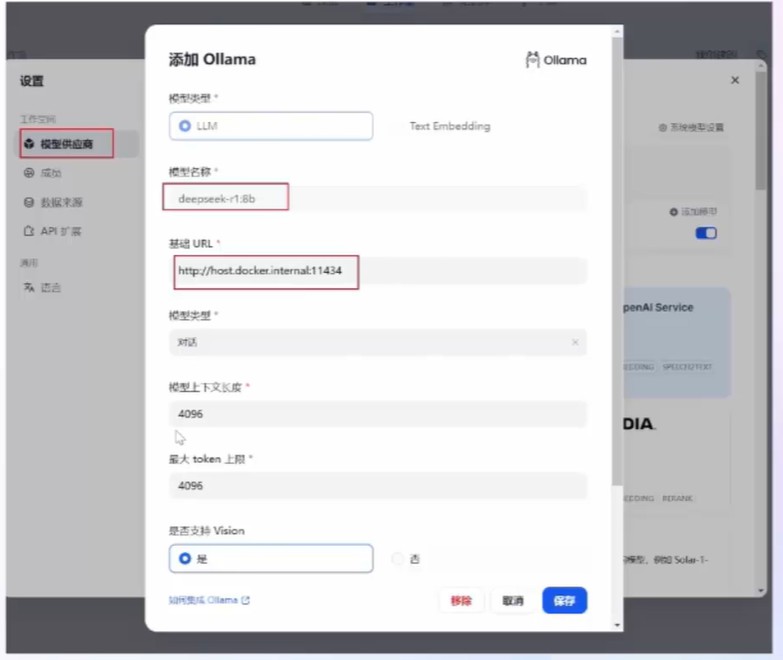 添加 Ollama
Ollama
设置
模型类型 *
工作空间
LLM
Text Embedding
系统模型设置
模型供应商
成员
模型名称 *
deepseek-r1:8b
数据来源
添加模型
API 扩展
基础 URL *
通用
http://host.docker.internal:11434
语言
模型类型 *
penAI Service
对话
SPEECH2TEXT
模型上下文长度 *
4096
DIA
最大 token 上限 *
4096
RERANK
是否支持 Vision
是
否
模型，例如 Solar-1-
如何集成 Ollama
移除
取消
保存